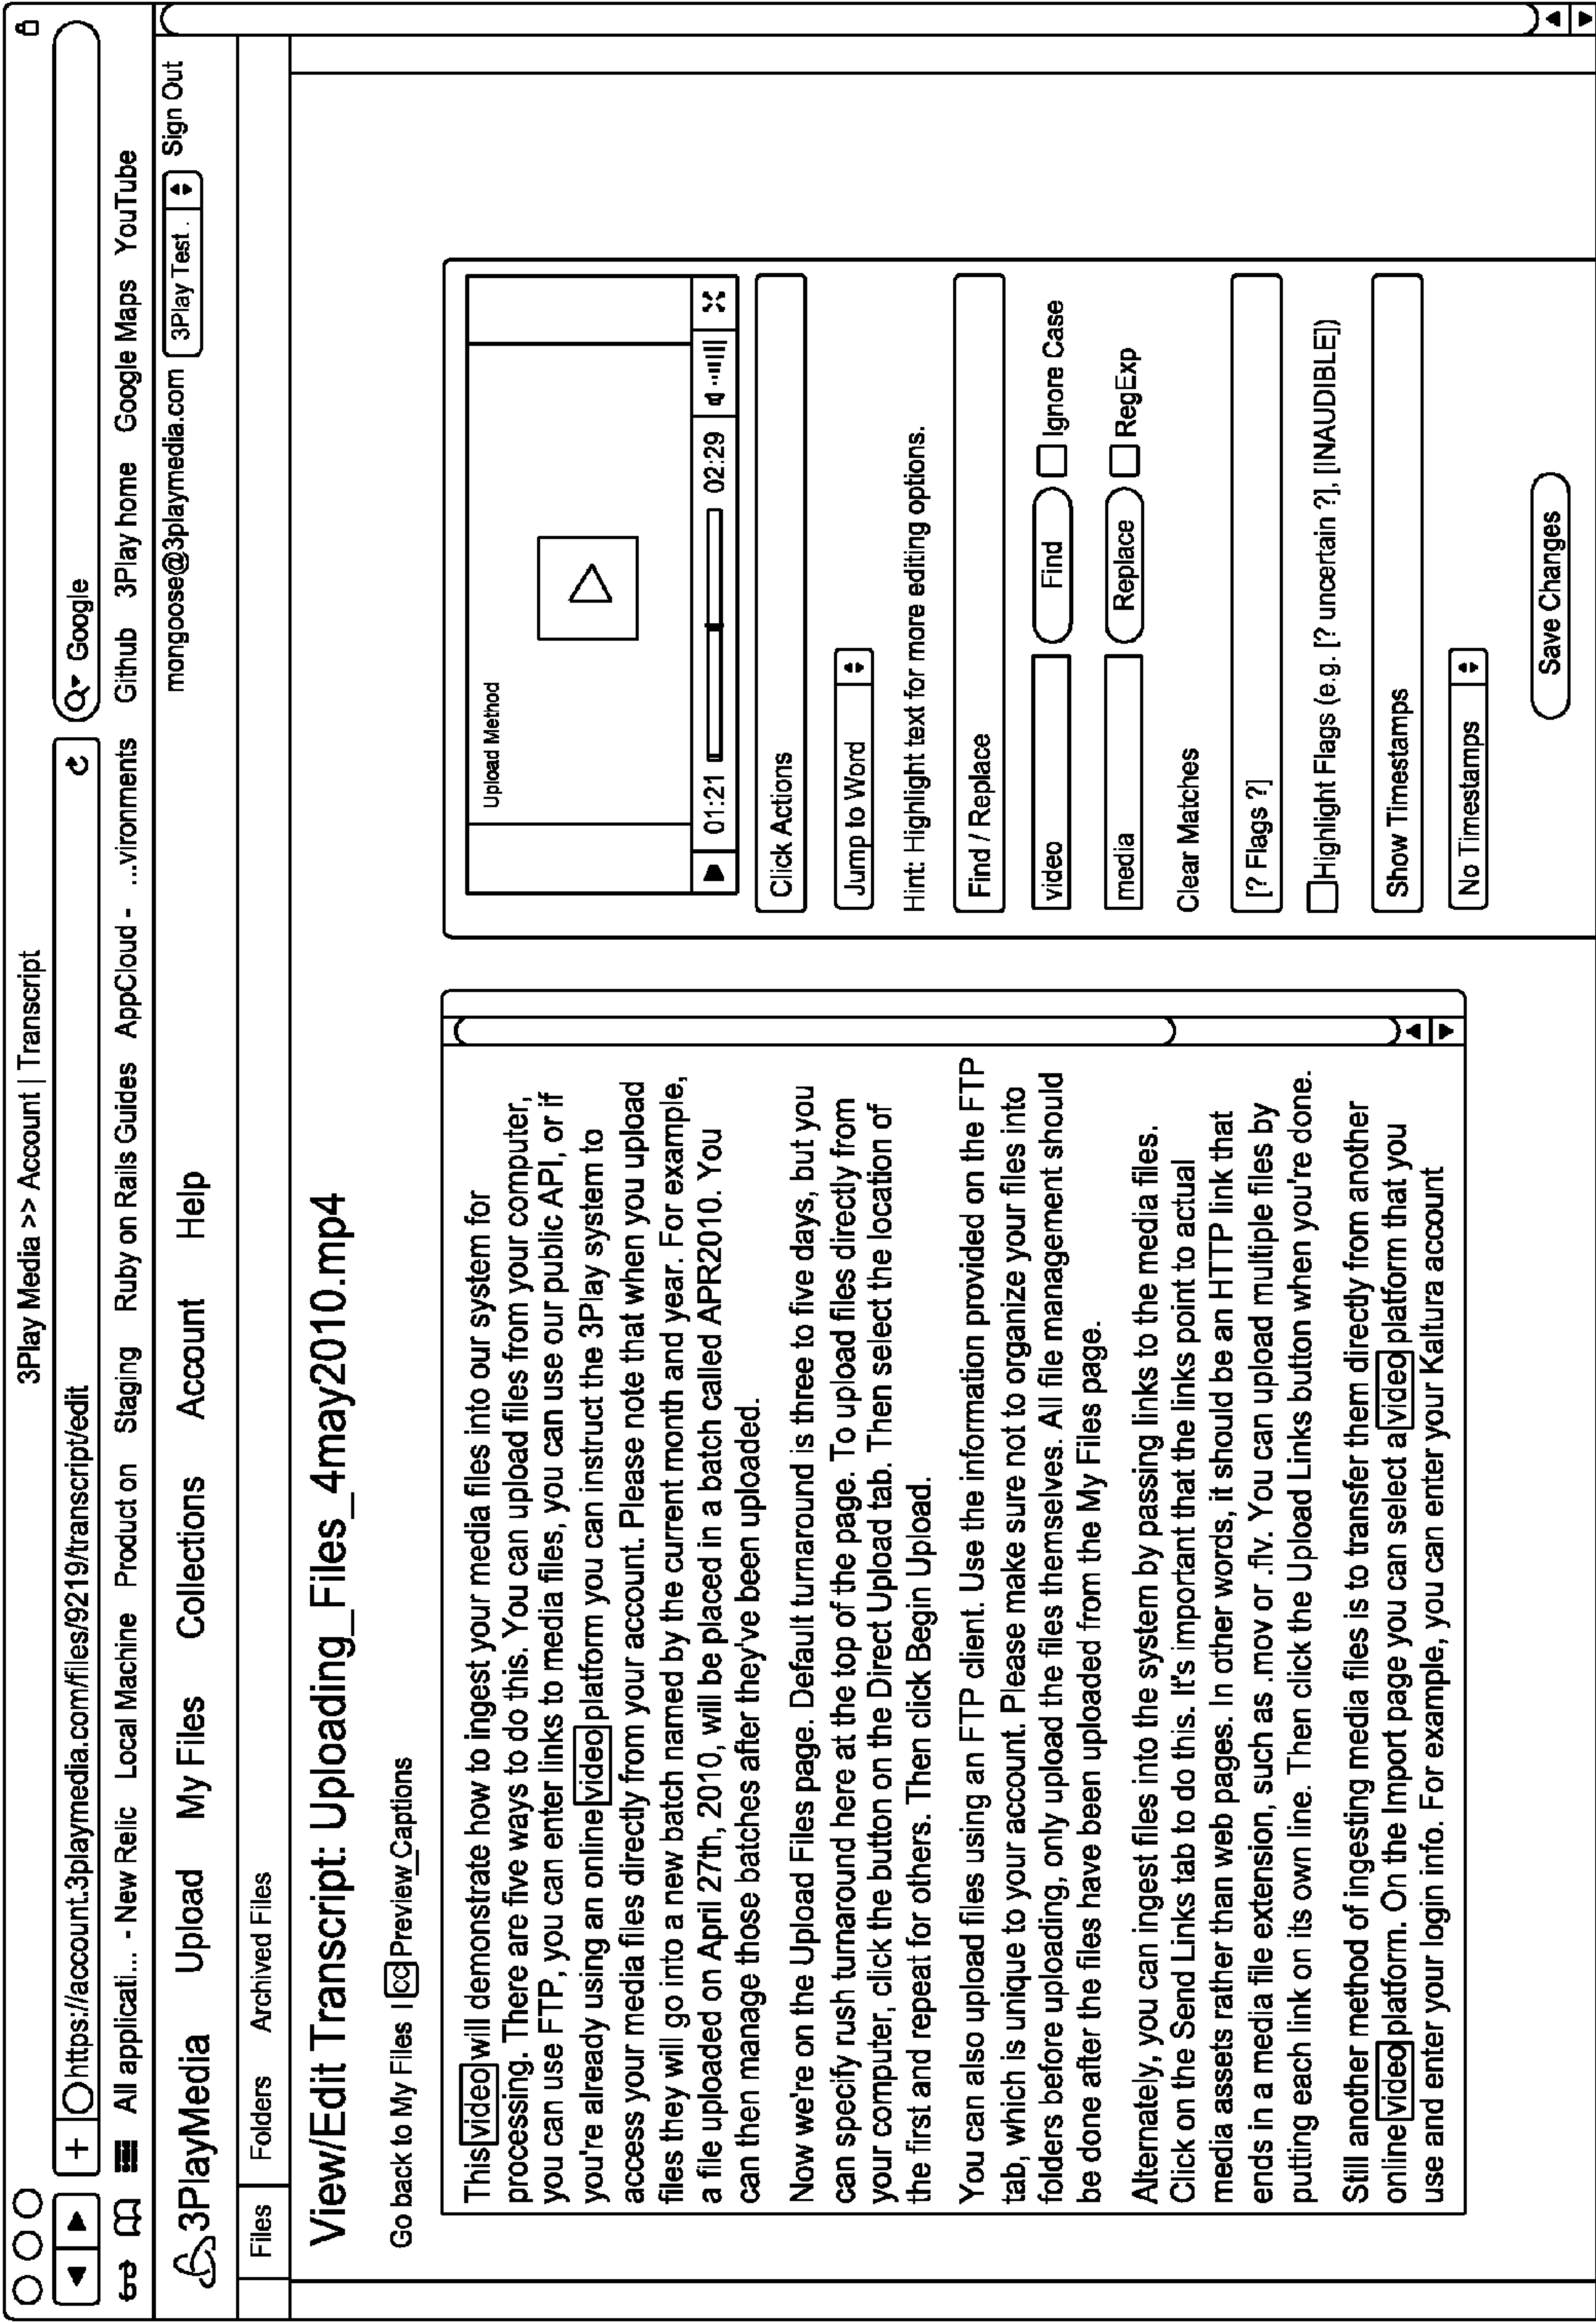 3Play Media >> Account | Transcript
https://account.3playmedia.com/files/9219/transcript/edit
Google
All applicati... - New Relic Local Machine Product on Staging Ruby on Rails Guides AppCloud - ...vironments Github 3Play home Google Maps YouTube
3PlayMedia Upload My Files Collections Account Help
mongoose@3playmedia.com 3Play Test . Sign Out
Files Folders Archived Files
View/Edit Transcript: Uploading_Files_4may2010.mp4
Go back to My Files | CC Preview_Captions
This video will demonstrate how to ingest your media files into our system for
processing. There are five ways to do this. You can upload files from your computer,
you can use FTP, you can enter links to media files, you can use our public API, or if
you're already using an online video platform you can instruct the 3Play system to
access your media files directly from your account. Please note that when you upload
files they will go into a new batch named by the current month and year. For example,
a file uploaded on April 27th, 2010, will be placed in a batch called APR2010. You
can then manage those batches after they've been uploaded.
Now we're on the Upload Files page. Default turnaround is three to five days, but you
can specify rush turnaround here at the top of the page. To upload files directly from
your computer, click the button on the Direct Upload tab. Then select the location of
the first and repeat for others. Then click Begin Upload.
You can also upload files using an FTP client. Use the information provided on the FTP
tab, which is unique to your account. Please make sure not to organize your files into
folders before uploading, only upload the files themselves. All file management should
be done after the files have been uploaded from the My Files page.
Alternately, you can ingest files into the system by passing links to the media files.
Click on the Send Links tab to do this. It's important that the links point to actual
media assets rather than web pages. In other words, it should be an HTTP link that
ends in a media file extension, such as .mov or .flv. You can upload multiple files by
putting each link on its own line. Then click the Upload Links button when you're done.
Still another method of ingesting media files is to transfer them directly from another
online video platform. On the Import page you can select a video platform that you
use and enter your login info. For example, you can enter your Kaltura account
Upload Method
01:21 02:29
Click Actions
Jump to Word
Hint: Highlight text for more editing options.
Find / Replace
video Find Ignore Case
media Replace RegExp
Clear Matches
[? Flags ?]
Highlight Flags (e.g. [? uncertain ?], [INAUDIBLE])
Show Timestamps
No Timestamps
Save Changes